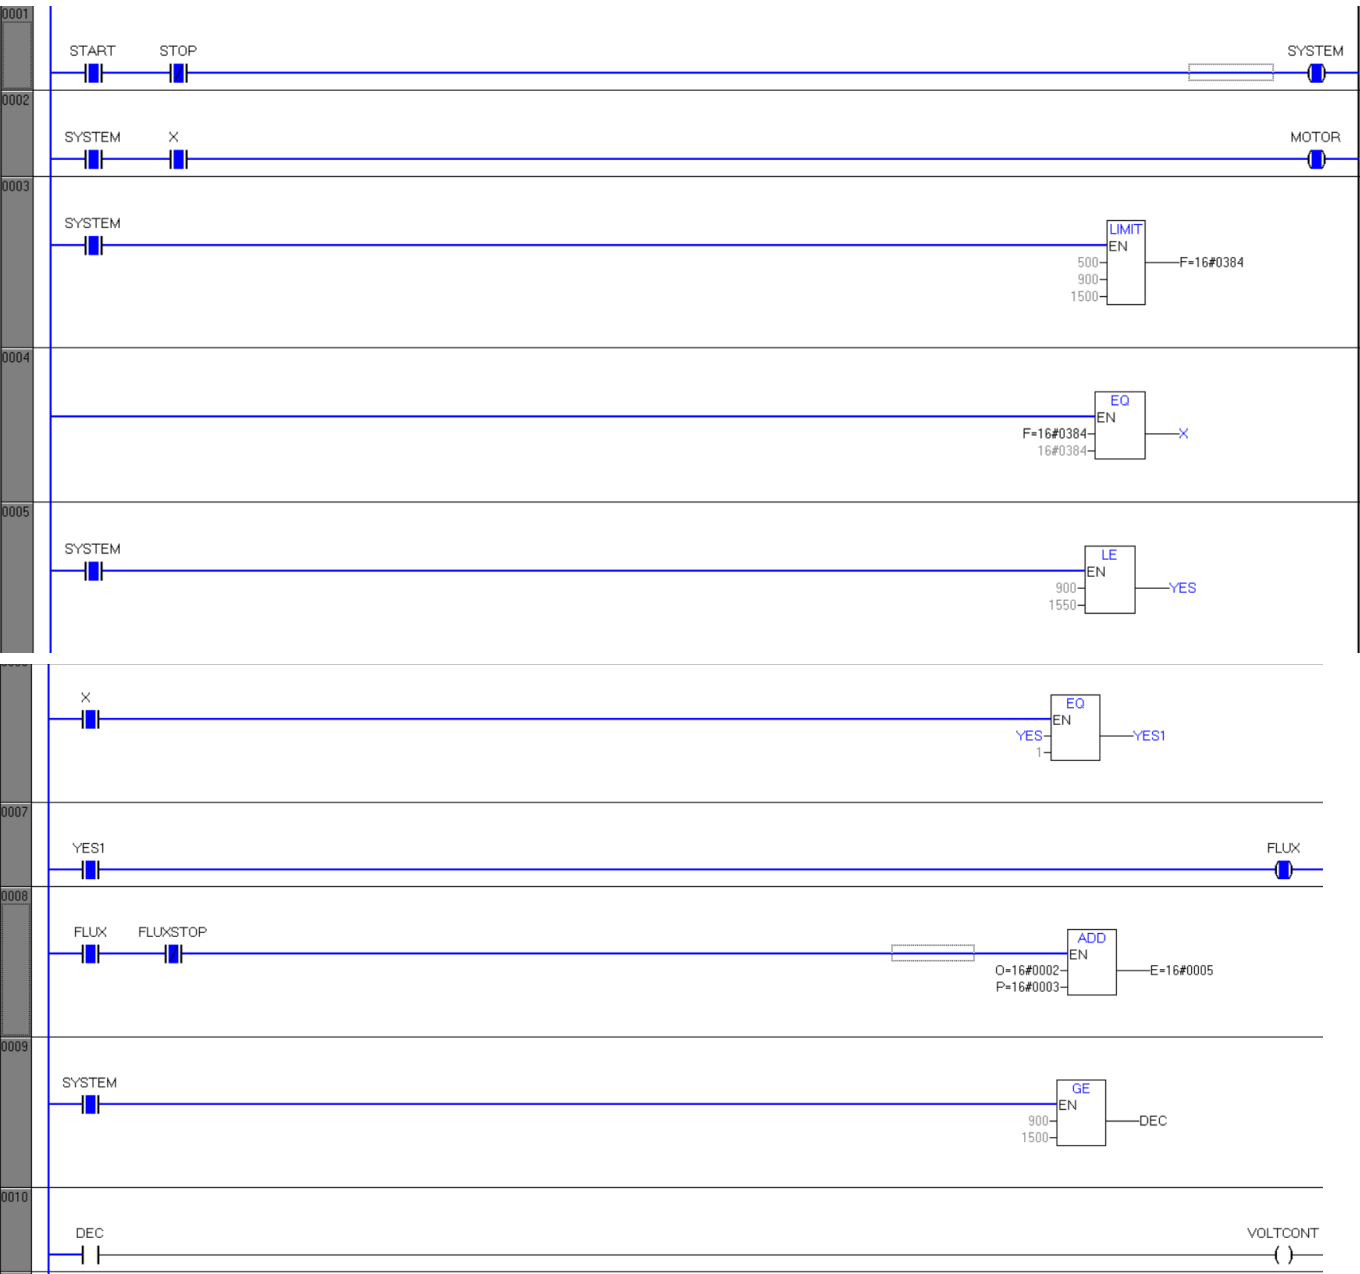 0001
START STOP SYSTEM
0002
SYSTEM X MOTOR
0003
SYSTEM
LIMIT
EN
500 F=16#0384
900
1500
0004
EQ
EN
F=16#0384 X
16#0384
0005
SYSTEM
LE
EN
900 YES
1550
X
EQ
EN
YES YES1
1
0007
YES1 FLUX
0008
FLUX FLUXSTOP
ADD
EN
O=16#0002 E=16#0005
P=16#0003
0009
SYSTEM
GE
EN
900 DEC
1500
0010
DEC VOLTCONT